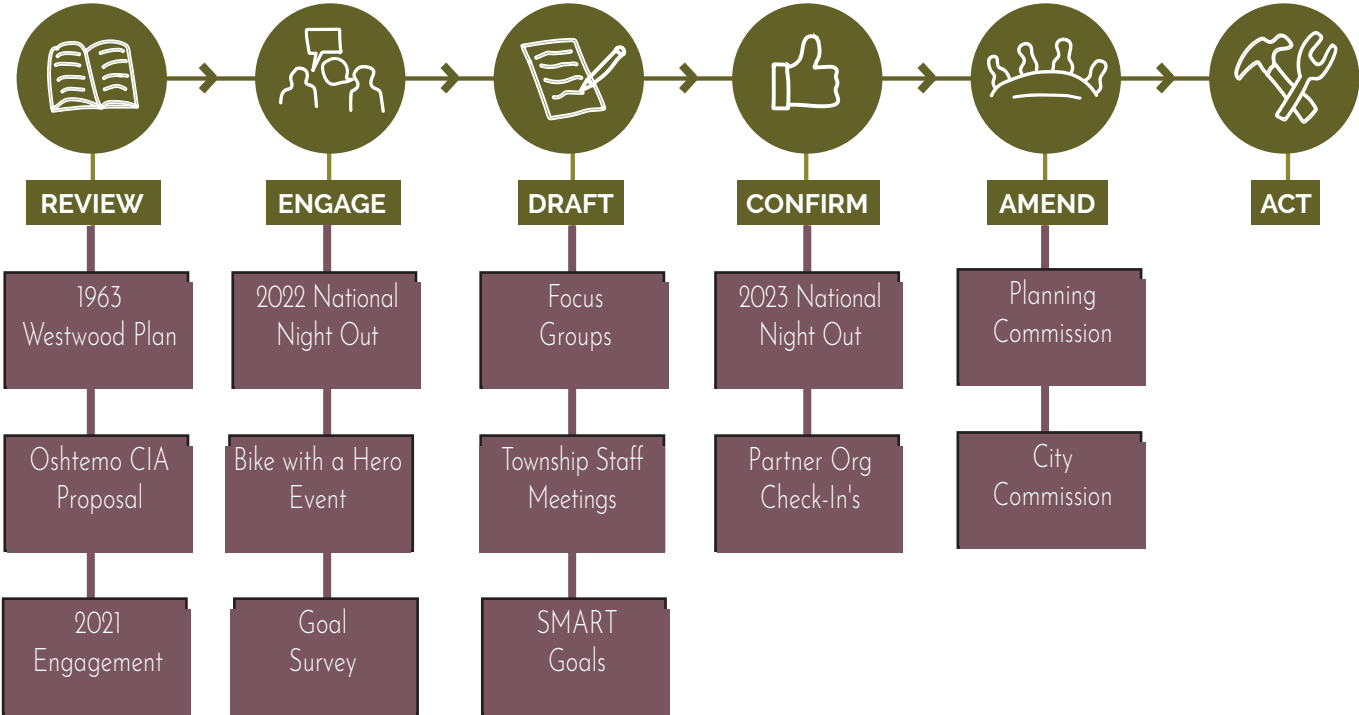 REVIEW
1963
Westwood Plan
Oshtemo CIA
Proposal
2021
Engagement
ENGAGE
2022 National
Night Out
Bike with a Hero
Event
Goal
Survey
DRAFT
Focus
Groups
Township Staff
Meetings
SMART
Goals
CONFIRM
2023 National
Night Out
Partner Org
Check-In's
AMEND
Planning
Commission
City
Commission
ACT